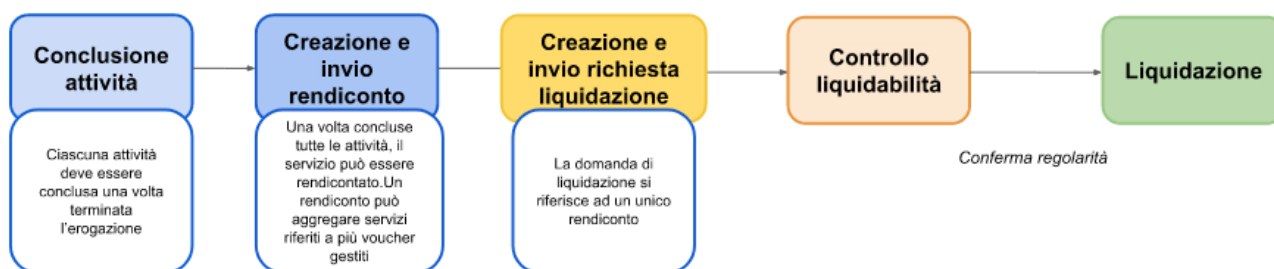 Conclusione
attività
Creazione e
invio
rendiconto
Creazione e
invio richiesta
liquidazione
Controllo
liquidabilità
Liquidazione
Ciascuna attività
deve essere
conclusa una volta
terminata
l'erogazione
Una volta concluse
tutte le attività, il
servizio può essere
rendicontato.Un
rendiconto può
aggregare servizi
riferiti a più voucher
gestiti
La domanda di
liquidazione si
riferisce ad un unico
rendiconto
Conferma regolarità